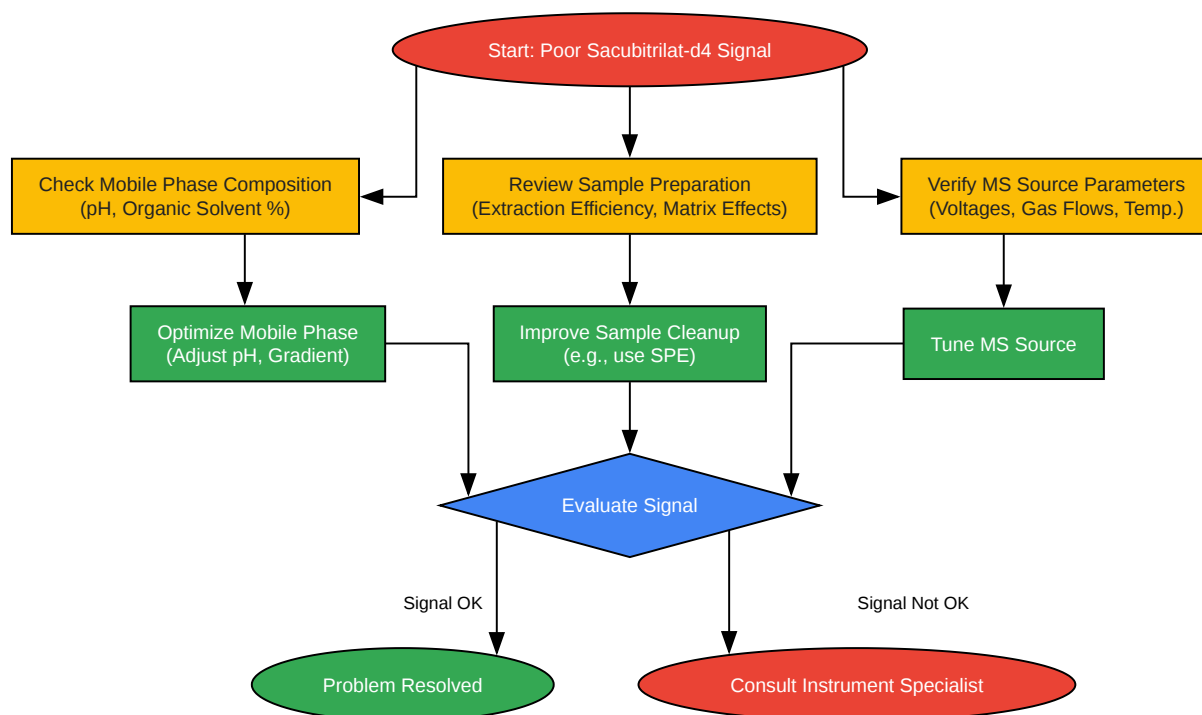 Start: Poor Sacubitrilat-d4 Signal
Check Mobile Phase Composition
(pH, Organic Solvent %)
Review Sample Preparation
(Extraction Efficiency, Matrix Effects)
Verify MS Source Parameters
(Voltages, Gas Flows, Temp.)
Optimize Mobile Phase
(Adjust pH, Gradient)
Improve Sample Cleanup
(e.g., use SPE)
Tune MS Source
Evaluate Signal
Signal OK
Signal Not OK
Problem Resolved
Consult Instrument Specialist